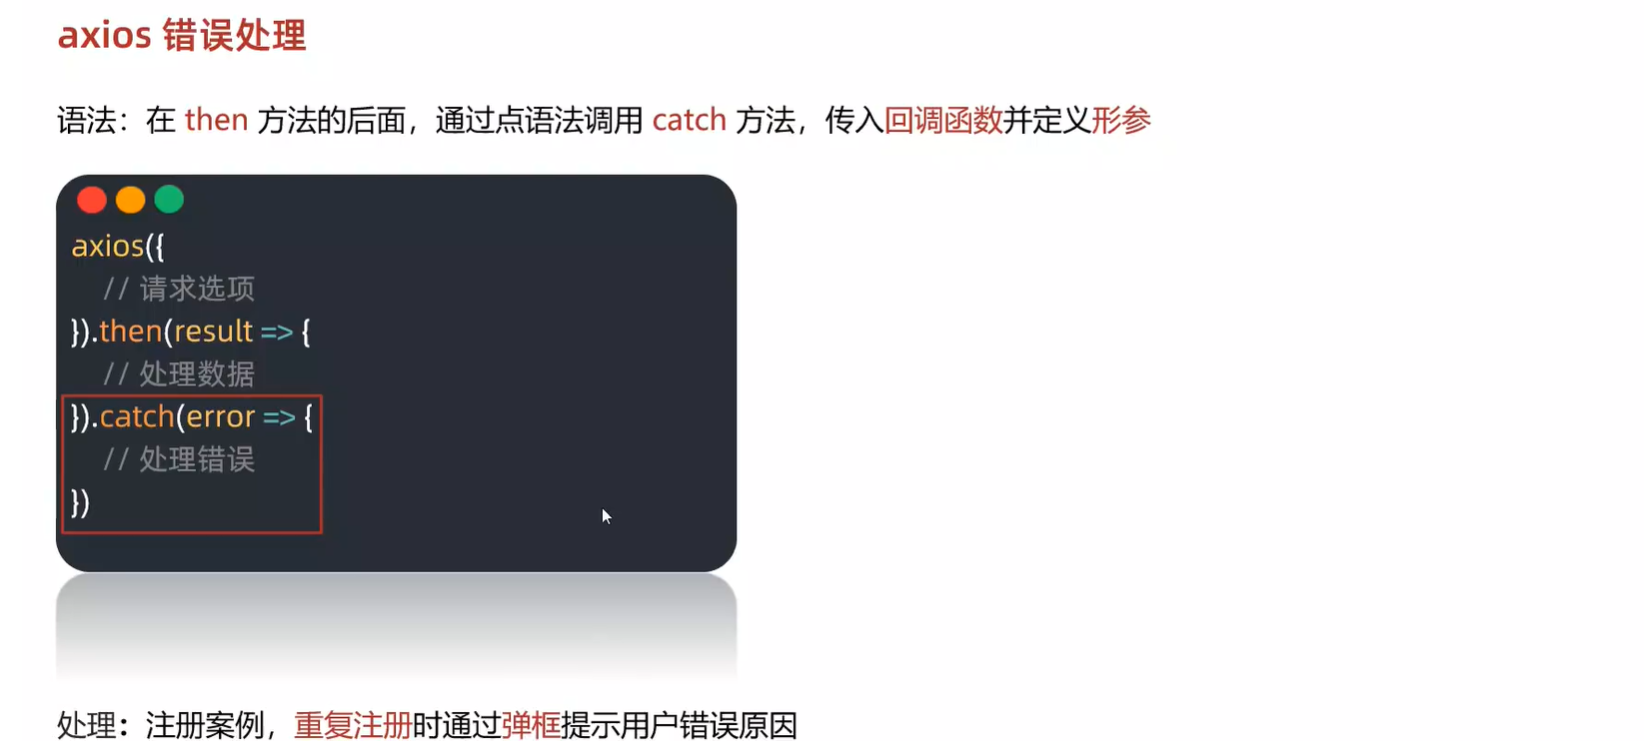 axios 错误处理
语法：在 then 方法的后面，通过点语法调用 catch 方法，传入回调函数并定义形参
axios({
// 请求选项
}).then(result => {
// 处理数据
}).catch(error => {
// 处理错误
})
处理：注册案例，重复注册时通过弹框提示用户错误原因